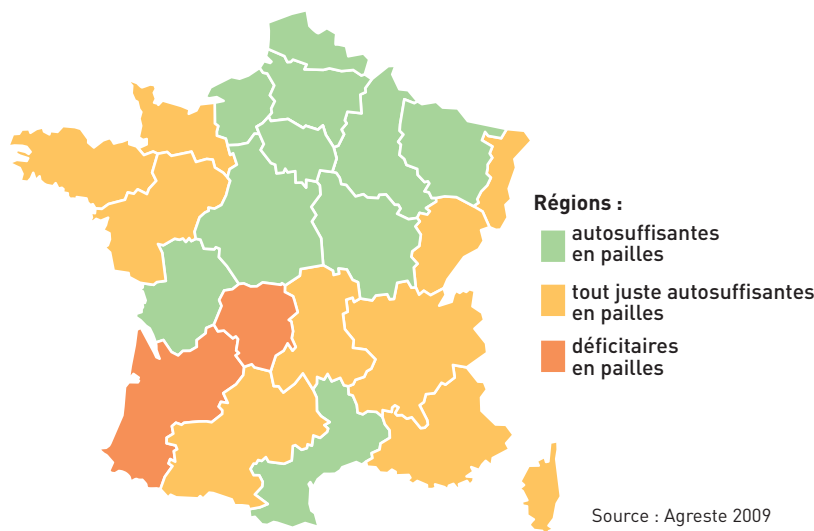 Régions :
autosuffisantes
en pailles
tout juste autosuffisantes
en pailles
déficitaires
en pailles
Source : Agreste 2009